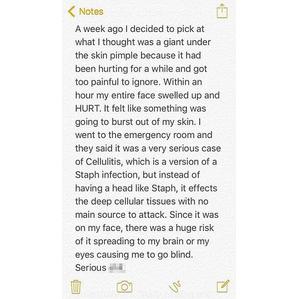 Notes
A week ago I decided to pick at
what I thought was a giant under
the skin pimple because it had
been hurting for a while and got
too painful to ignore. Within an
hour my entire face swelled up and
HURT. It felt like something was
going to burst out of my skin. I
went to the emergency room and
they said it was a very serious case
of Cellulitis, which is a version of a
Staph infection, but instead of
having a head like Staph, it effects
the deep cellular tissues with no
main source to attack. Since it was
on my face, there was a huge risk
of it spreading to my brain or my
eyes causing me to go blind.
Serious